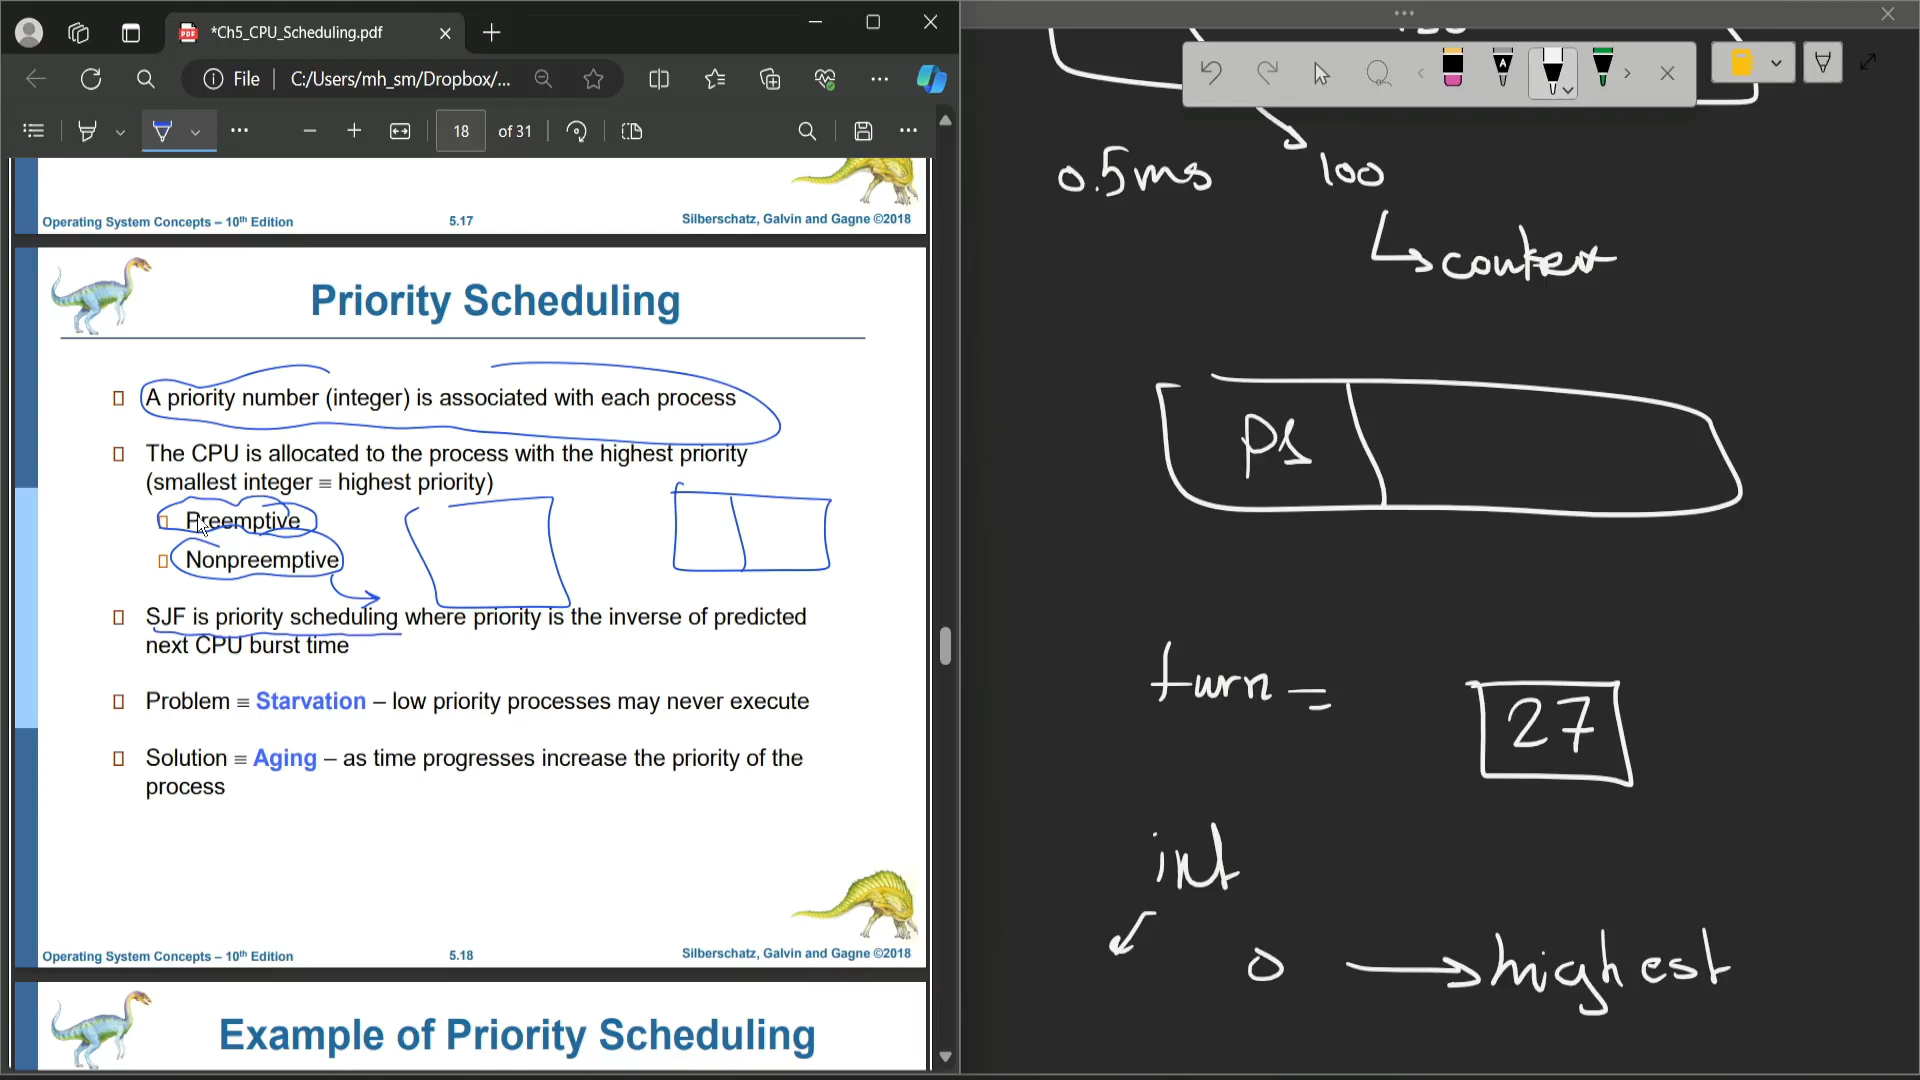 *Ch5_CPU_Scheduling.pdf
File
C:/Users/mh_sm/Dropbox/...
18 of 31
Operating System Concepts – 10th Edition
5.17
Silberschatz, Galvin and Gagne ©2018
Priority Scheduling
A priority number (integer) is associated with each process
The CPU is allocated to the process with the highest priority
(smallest integer ≡ highest priority)
Preemptive
Nonpreemptive
SJF is priority scheduling where priority is the inverse of predicted
next CPU burst time
Problem ≡ Starvation – low priority processes may never execute
Solution ≡ Aging – as time progresses increase the priority of the
process
Operating System Concepts – 10th Edition
5.18
Silberschatz, Galvin and Gagne ©2018
Example of Priority Scheduling
0.5ms
100
context
turn =
27
int
0 → highest